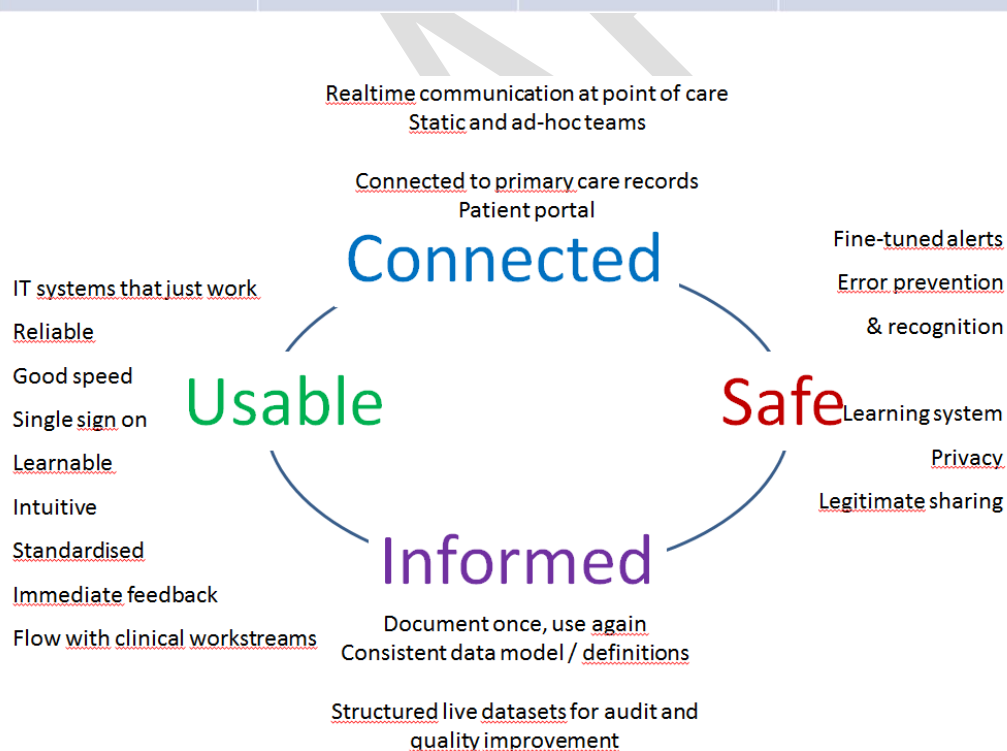 Realtime communication at point of care
Static and ad-hoc teams
Connected to primary care records
Patient portal
Connected
Fine-tuned alerts
Error prevention
& recognition
Safe
Learning system
Privacy
Legitimate sharing
IT systems that just work
Reliable
Good speed
Single sign on
Learnable
Intuitive
Standardised
Immediate feedback
Flow with clinical workstreams
Usable
Informed
Document once, use again
Consistent data model / definitions
Structured live datasets for audit and
quality improvement